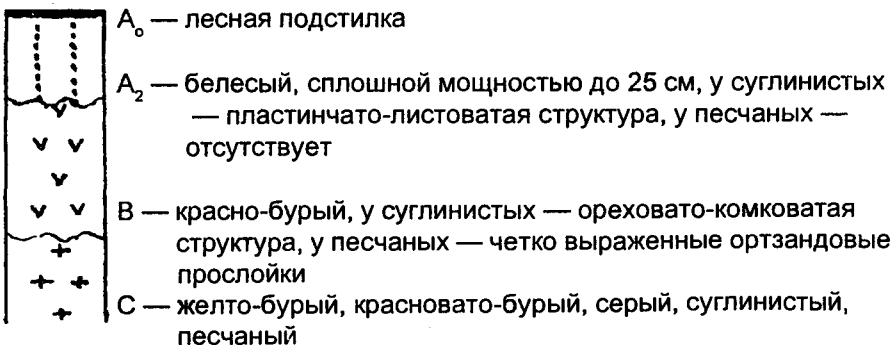 Aₒ — лесная подстилка
A₂ — белесый, сплошной мощностью до 25 см, у суглинистых
— пластинчато-листоватая структура, у песчаных —
отсутствует
B — красно-бурый, у суглинистых — ореховато-комковатая
структура, у песчаных — четко выраженные ортзандовые
прослойки
C — желто-бурый, красновато-бурый, серый, суглинистый,
песчаный